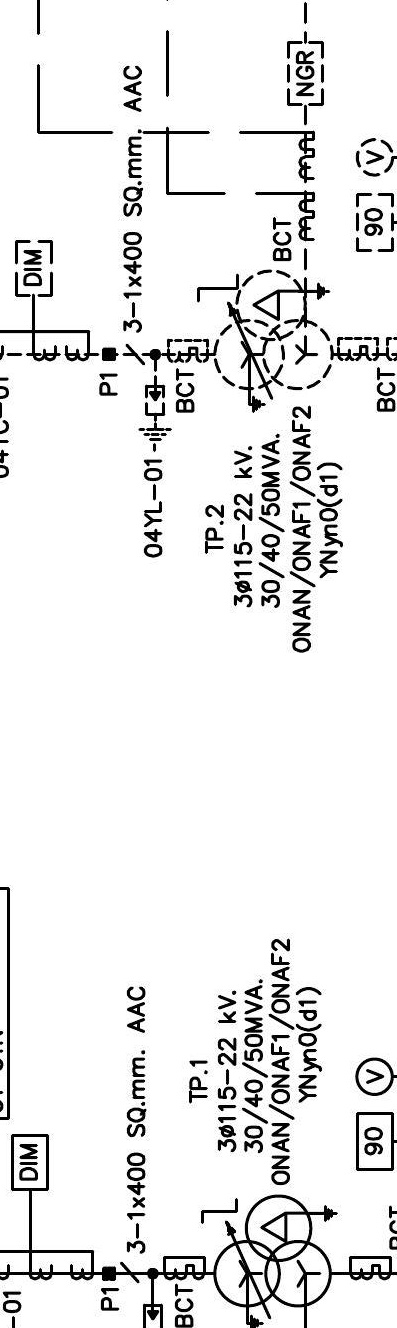 NGR
V
90
DIM
3-1x400 SQ.mm. AAC
BCT
P1
BCT
BCT
04YL-01
TP.2
3ø115-22 kV.
30/40/50MVA.
ONAN/ONAF1/ONAF2
YNyn0(d1)
3-1x400 SQ.mm. AAC
TP.1
3ø115-22 kV.
30/40/50MVA.
ONAN/ONAF1/ONAF2
YNyn0(d1)
V
90
DIM
P1
BCT
-01